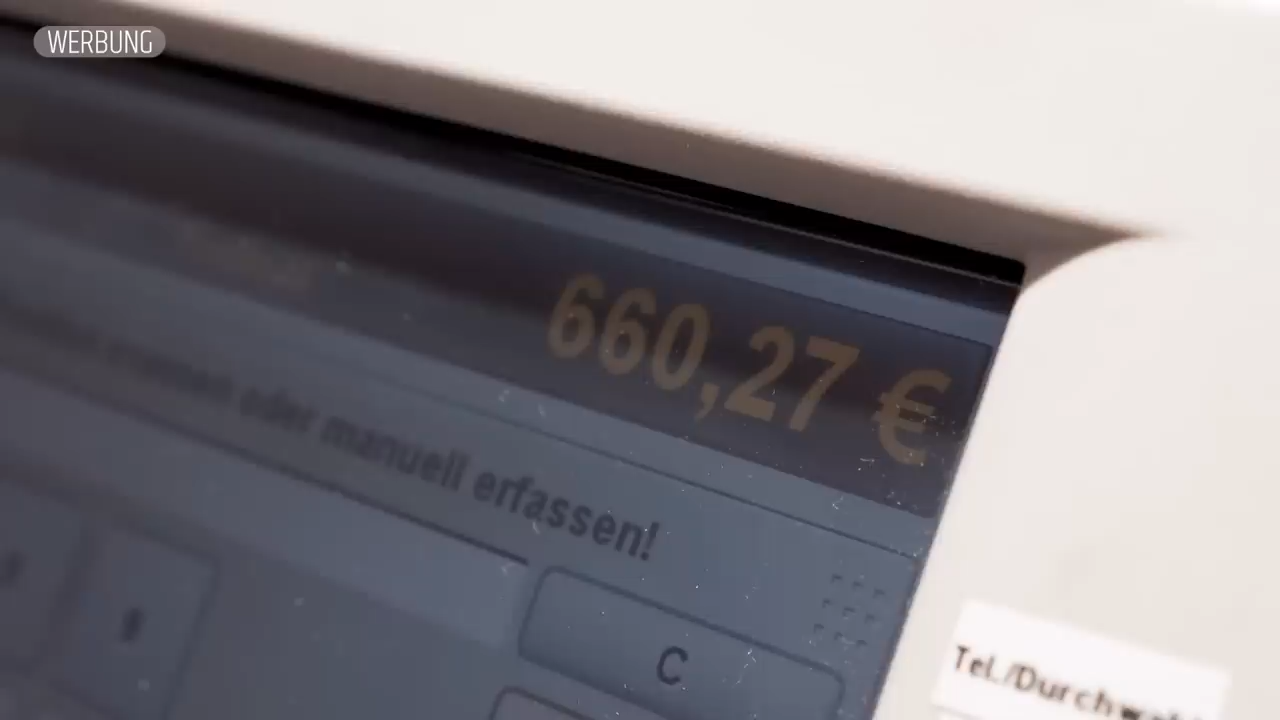 WERBUNG
660,27 €
oder manuell erfassen!
C
Tel./Durchwahl